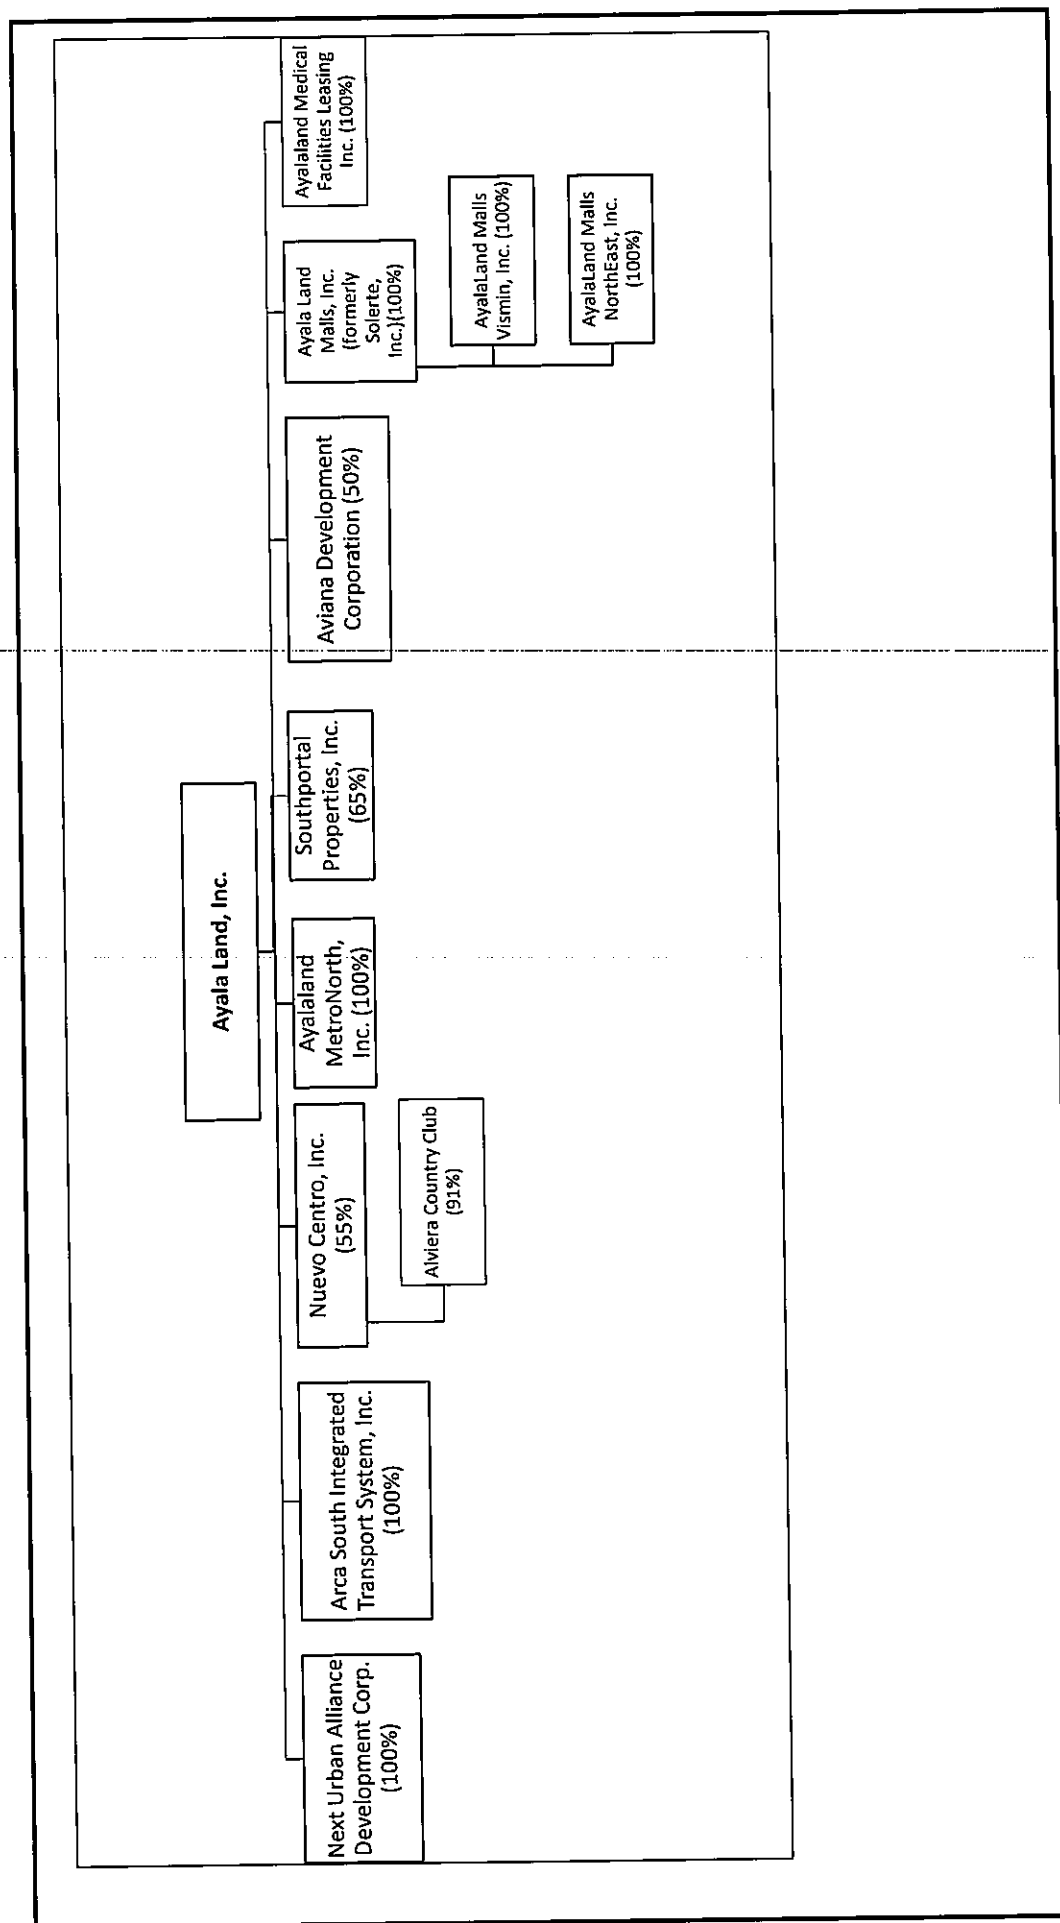 Ayala Land, Inc.
Next Urban Alliance
Development Corp.
(100%)
Arca South Integrated
Transport System, Inc.
(100%)
Nuevo Centro, Inc.
(55%)
Alviera Country Club
(91%)
Ayalaland
MetroNorth,
Inc. (100%)
Southportal
Properties, Inc.
(65%)
Aviana Development
Corporation (50%)
Ayala Land
Malls, Inc.
(formerly
Solerte,
Inc.)(100%)
AyalaLand Malls
Vismin, Inc. (100%)
AyalaLand Malls
NorthEast, Inc.
(100%)
Ayalaland Medical
Facilities Leasing
Inc. (100%)